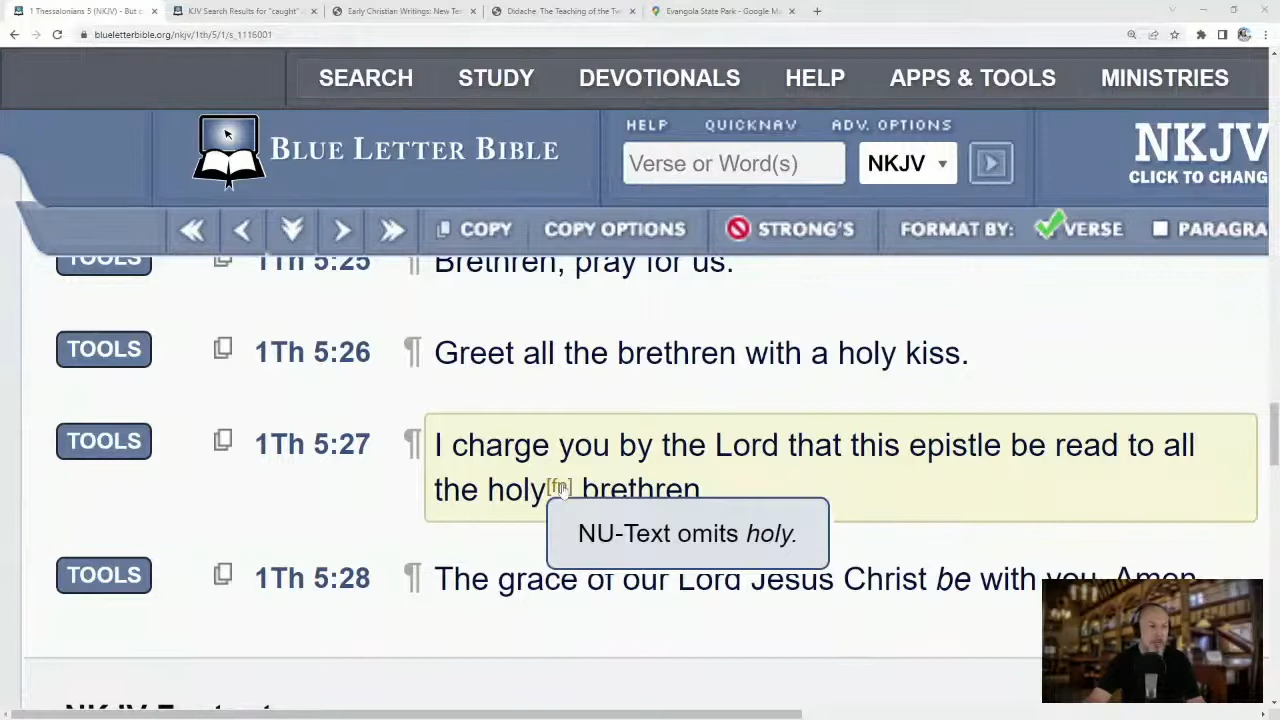 1 Thessalonians 5 (NKJV) - But c
KJV Search Results for "caught"
Early Christian Writings: New Te
Didache, The Teaching of the Tw
Evangola State Park - Google M
blueletterbible.org/nkjv/1th/5/1/s_1116001
SEARCH STUDY DEVOTIONALS HELP APPS & TOOLS MINISTRIES
BLUE LETTER BIBLE
HELP QUICKNAV ADV. OPTIONS
Verse or Word(s) NKJV
NKJV
CLICK TO CHANG
COPY COPY OPTIONS STRONG'S FORMAT BY: VERSE PARAGRA
TOOLS 1Th 5:25 ¶ Brethren, pray for us.
TOOLS 1Th 5:26 ¶ Greet all the brethren with a holy kiss.
TOOLS 1Th 5:27 ¶ I charge you by the Lord that this epistle be read to all
the holy[fn] brethren
NU-Text omits holy.
TOOLS 1Th 5:28 ¶ The grace of our Lord Jesus Christ be with you. Amen